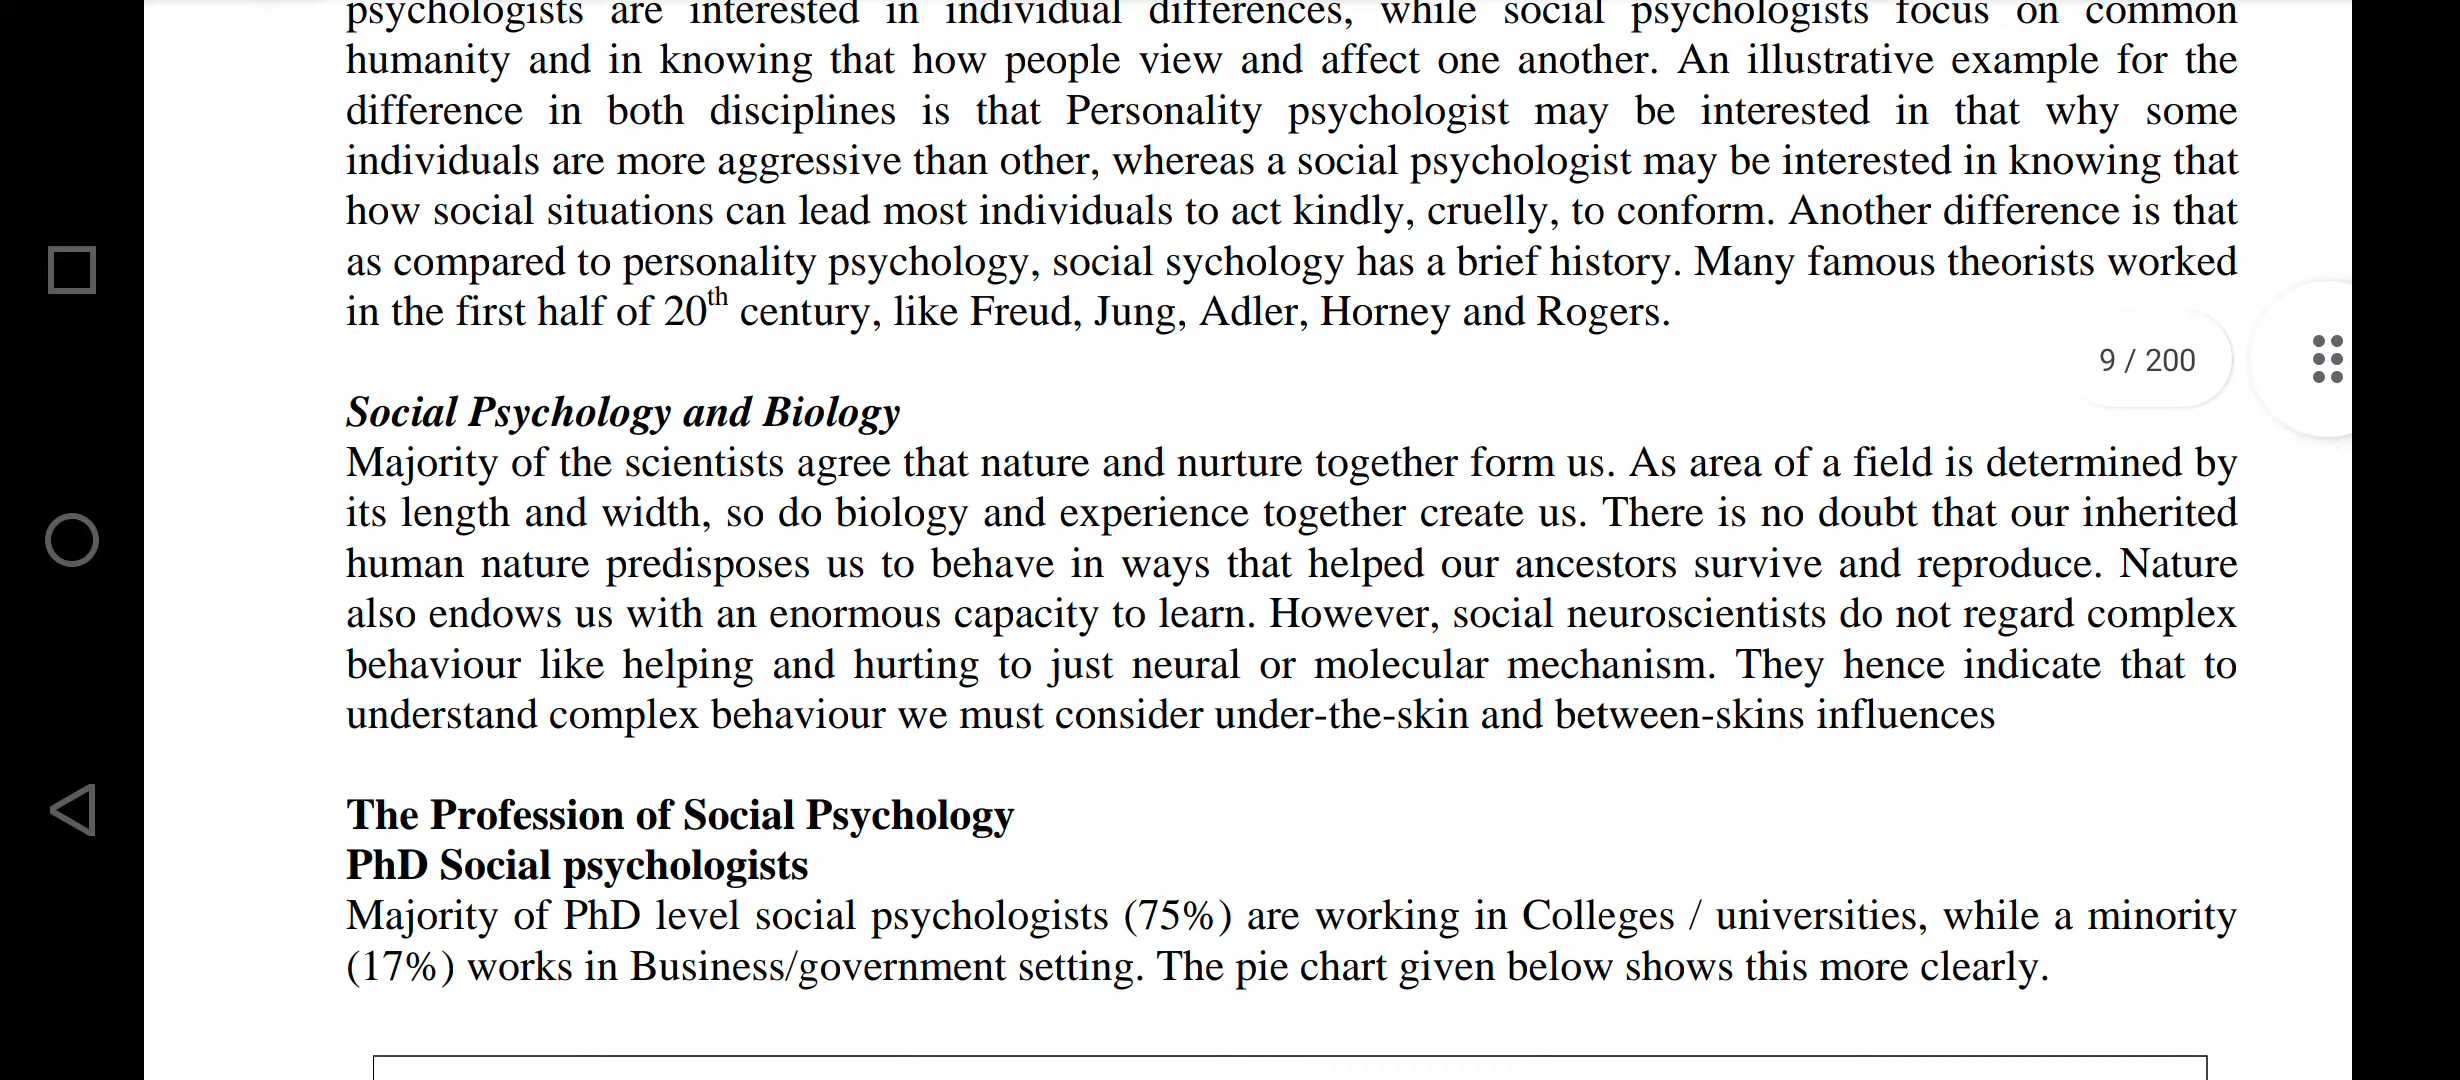 psychologists are interested in individual differences, while social psychologists focus on common
humanity and in knowing that how people view and affect one another. An illustrative example for the
difference in both disciplines is that Personality psychologist may be interested in that why some
individuals are more aggressive than other, whereas a social psychologist may be interested in knowing that
how social situations can lead most individuals to act kindly, cruelly, to conform. Another difference is that
as compared to personality psychology, social sychology has a brief history. Many famous theorists worked
in the first half of 20th century, like Freud, Jung, Adler, Horney and Rogers.
9 / 200
Social Psychology and Biology
Majority of the scientists agree that nature and nurture together form us. As area of a field is determined by
its length and width, so do biology and experience together create us. There is no doubt that our inherited
human nature predisposes us to behave in ways that helped our ancestors survive and reproduce. Nature
also endows us with an enormous capacity to learn. However, social neuroscientists do not regard complex
behaviour like helping and hurting to just neural or molecular mechanism. They hence indicate that to
understand complex behaviour we must consider under-the-skin and between-skins influences
The Profession of Social Psychology
PhD Social psychologists
Majority of PhD level social psychologists (75%) are working in Colleges / universities, while a minority
(17%) works in Business/government setting. The pie chart given below shows this more clearly.